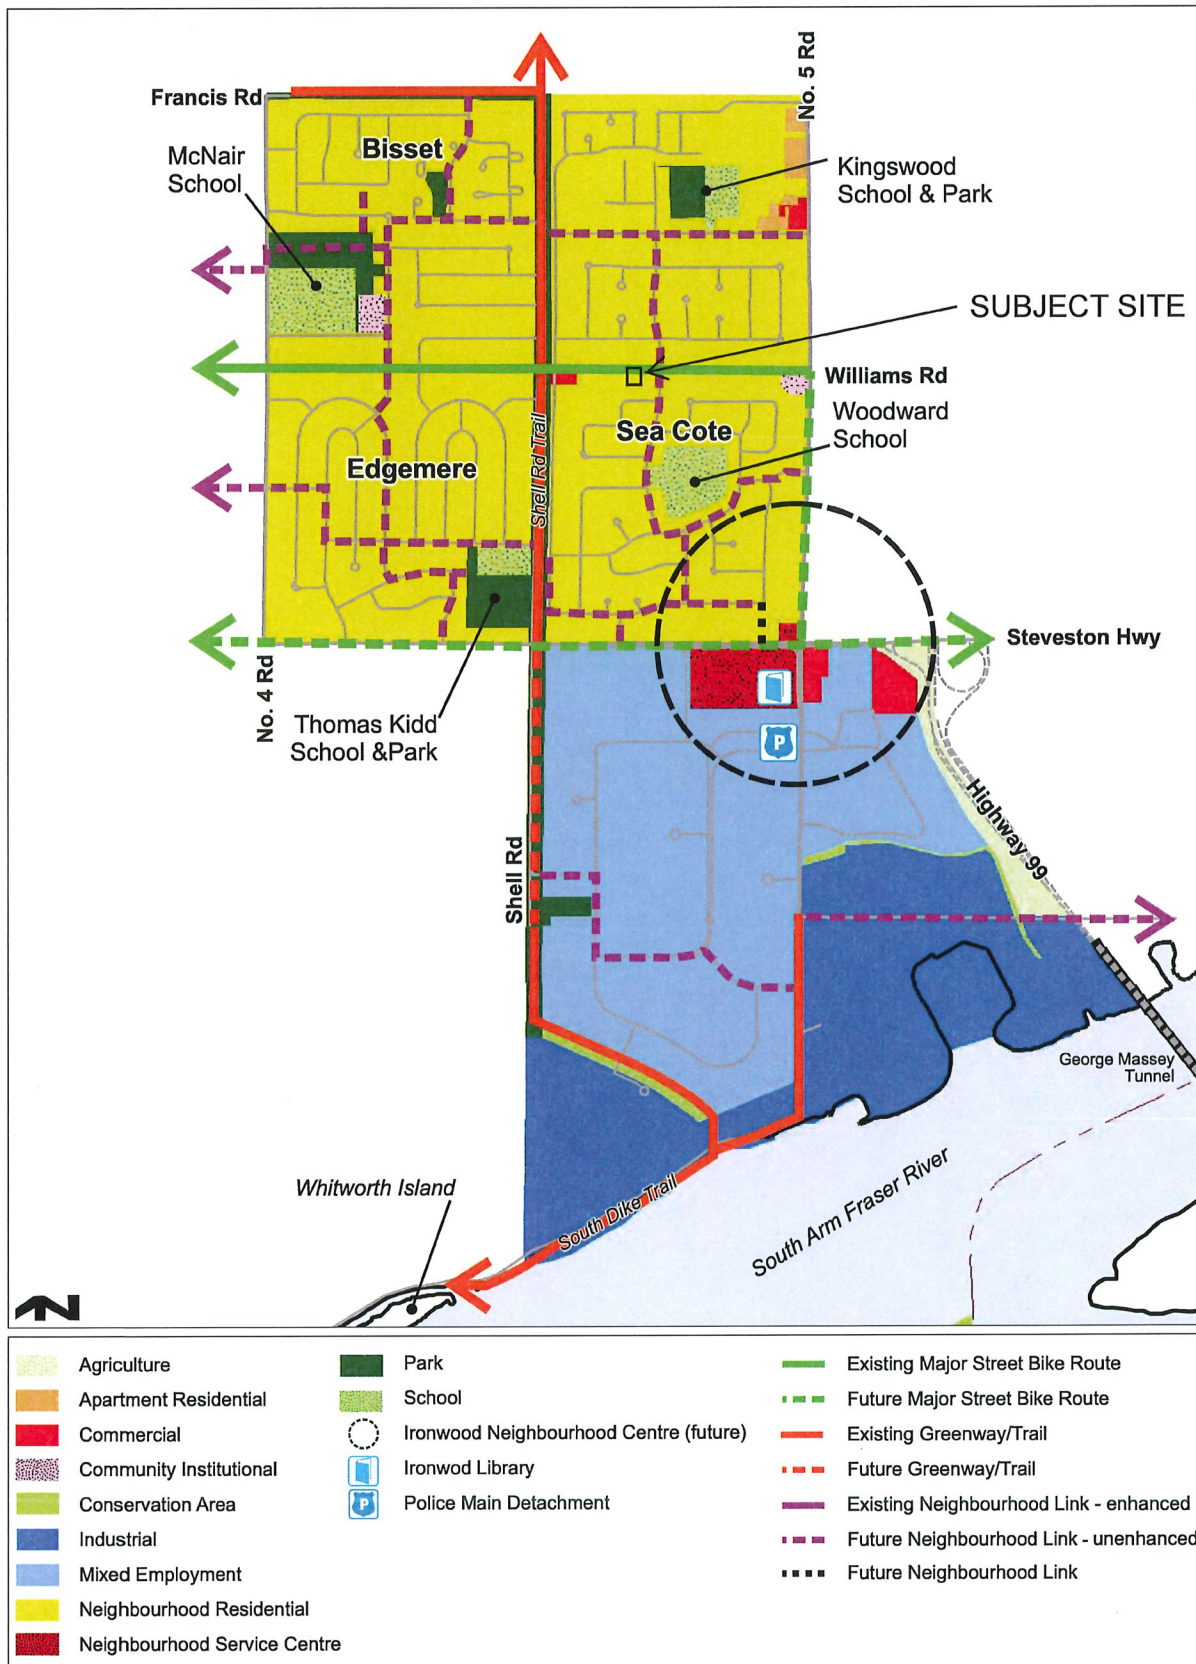 No. 5 Rd
Francis Rd
Bisset
McNair
School
Kingswood
School & Park
SUBJECT SITE
Williams Rd
Woodward
School
Sea Cote
Edgemere
Shell Rd Trail
Steveston Hwy
No. 4 Rd
Thomas Kidd
School &Park
P
Highway 99
Shell Rd
George Massey
Tunnel
Whitworth Island
South Dike Trail
South Arm Fraser River
N
Agriculture
Apartment Residential
Commercial
Community Institutional
Conservation Area
Industrial
Mixed Employment
Neighbourhood Residential
Neighbourhood Service Centre
Park
School
Ironwood Neighbourhood Centre (future)
Ironwod Library
P Police Main Detachment
Existing Major Street Bike Route
Future Major Street Bike Route
Existing Greenway/Trail
Future Greenway/Trail
Existing Neighbourhood Link - enhanced
Future Neighbourhood Link - unenhanced
Future Neighbourhood Link